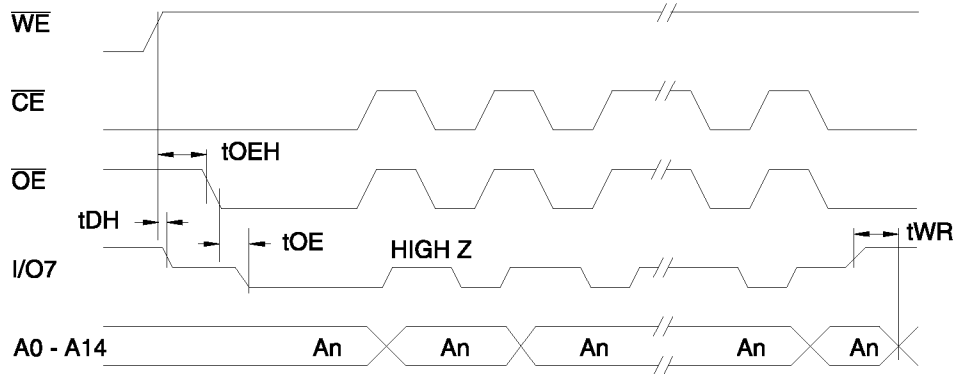 WE
CE
tOEH
OE
tDH
tOE
HIGH Z
tWR
I/O7
A0 - A14
An
An
An
An
An